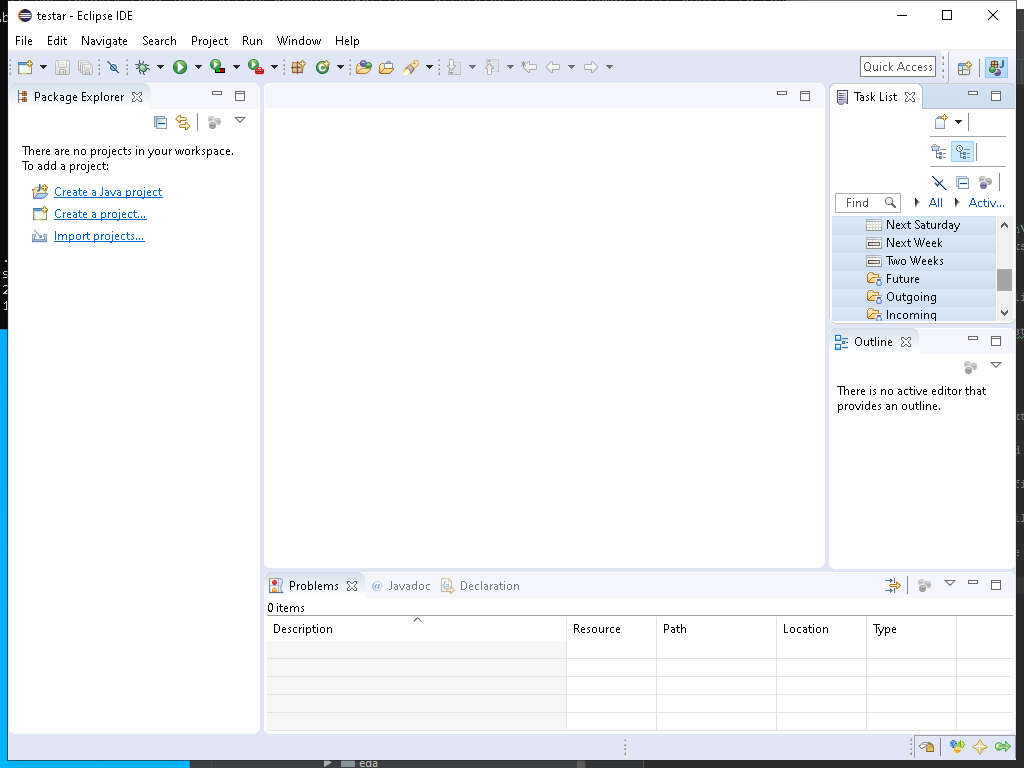 testar - Eclipse IDE
File Edit Navigate Search Project Run Window Help
Quick Access
Package Explorer
There are no projects in your workspace.
To add a project:
Create a Java project
Create a project...
Import projects...
Task List
Find
All
Activ...
Next Saturday
Next Week
Two Weeks
Future
Outgoing
Incoming
Outline
There is no active editor that
provides an outline.
Problems
@ Javadoc
Declaration
0 items
Description Resource Path Location Type
eda